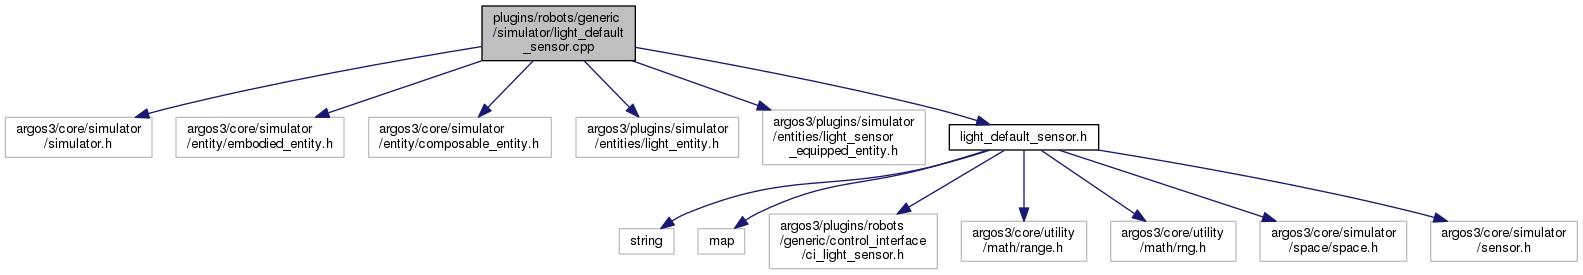 plugins/robots/generic
/simulator/light_default
_sensor.cpp
argos3/core/simulator
/simulator.h
argos3/core/simulator
/entity/embodied_entity.h
argos3/core/simulator
/entity/composable_entity.h
argos3/plugins/simulator
/entities/light_entity.h
argos3/plugins/simulator
/entities/light_sensor
_equipped_entity.h
light_default_sensor.h
string
map
argos3/plugins/robots
/generic/control_interface
/ci_light_sensor.h
argos3/core/utility
/math/range.h
argos3/core/utility
/math/rng.h
argos3/core/simulator
/space/space.h
argos3/core/simulator
/sensor.h